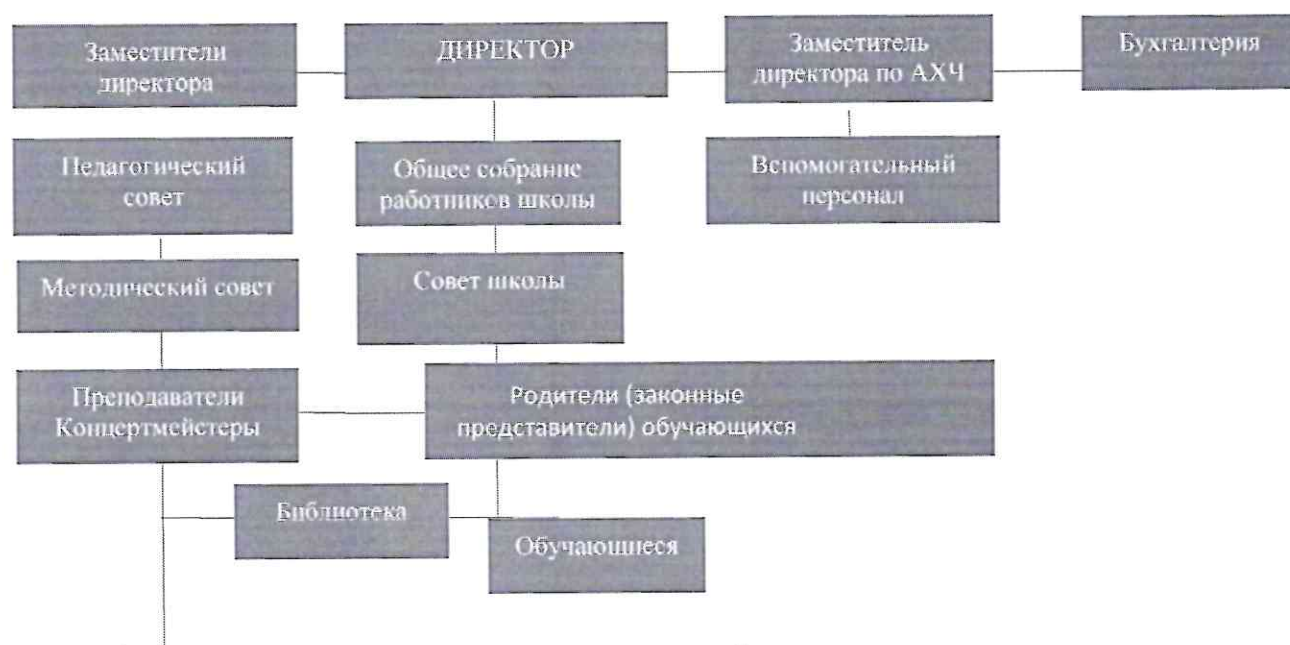 Заместители
директора
ДИРЕКТОР
Заместитель
директора по АХЧ
Бухгалтерия
Педагогический
совет
Общее собрание
работников школы
Вспомогательный
персонал
Методический совет
Совет школы
Преподаватели
Концертмейстеры
Родители (законные
представители) обучающихся
Библиотека
Обучающиеся